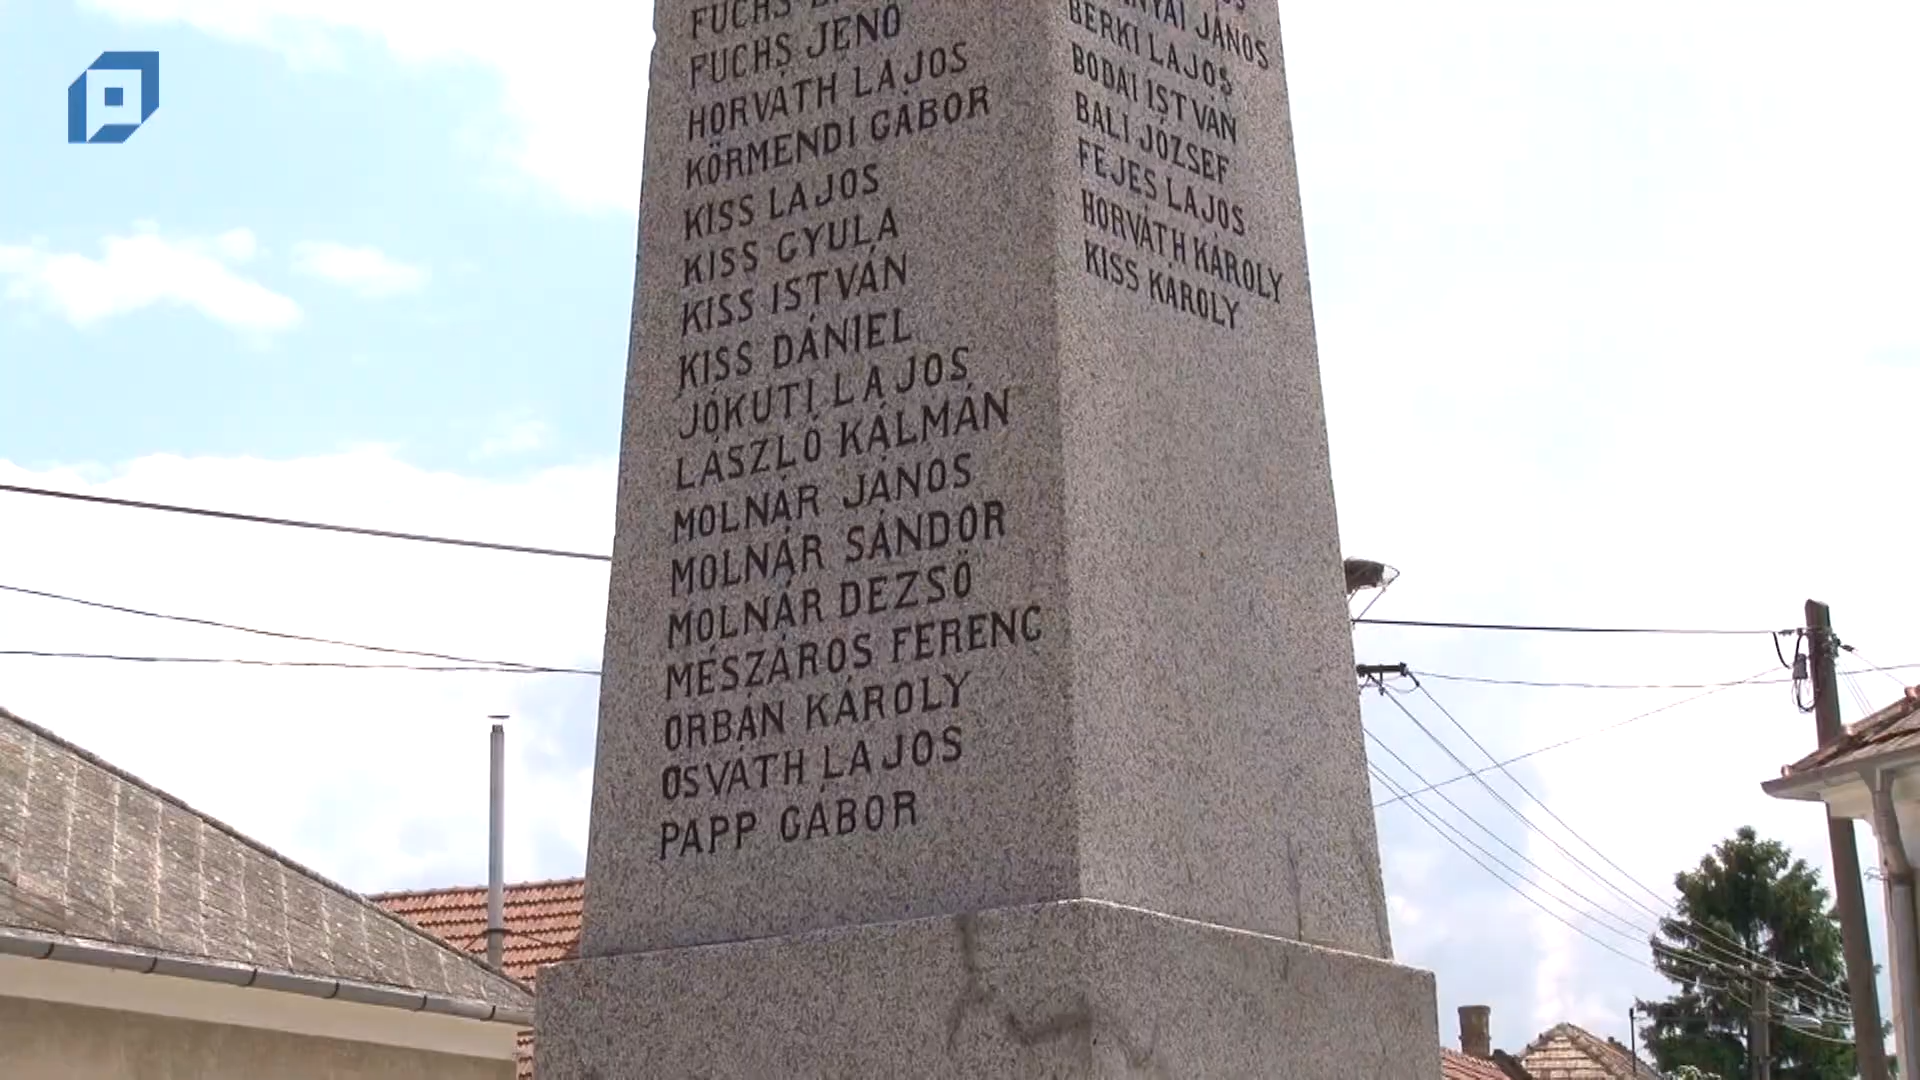 FUCHS
FUCHS JENŐ
HORVÁTH LAJOS
KÖRMENDI GÁBOR
KISS LAJOS
KISS GYULA
KISS ISTVÁN
KISS DÁNIEL
JÓKUTI LAJOS
LÁSZLÓ KÁLMÁN
MOLNÁR JÁNOS
MOLNÁR SÁNDOR
MOLNÁR DEZSŐ
MÉSZÁROS FERENC
ORBÁN KÁROLY
OSVÁTH LAJOS
PAPP GÁBOR
JÁNOS
BERKI LAJOS
BODAI ISTVÁN
BALI JÓZSEF
FEJES LAJOS
HORVÁTH KÁROLY
KISS KÁROLY